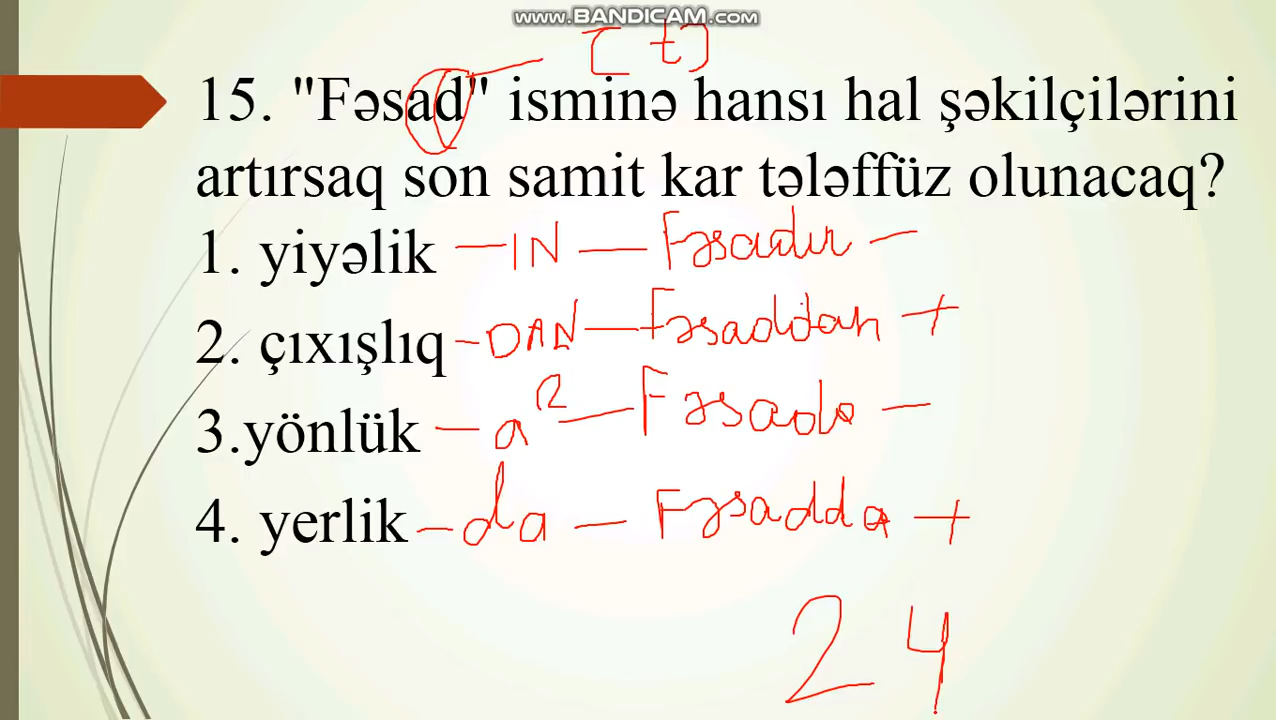 www.BANDICAM.com
[t]
15. "Fəsad" isminə hansı hal şəkilçilərini
artırsaq son samit kar tələffüz olunacaq?
1. yiyəlik – IN – Fəsadın –
2. çıxışlıq - DAN – Fəsaddan +
3.yönlük – a² – Fəsada –
4. yerlik – da – Fəsadda +
2 4